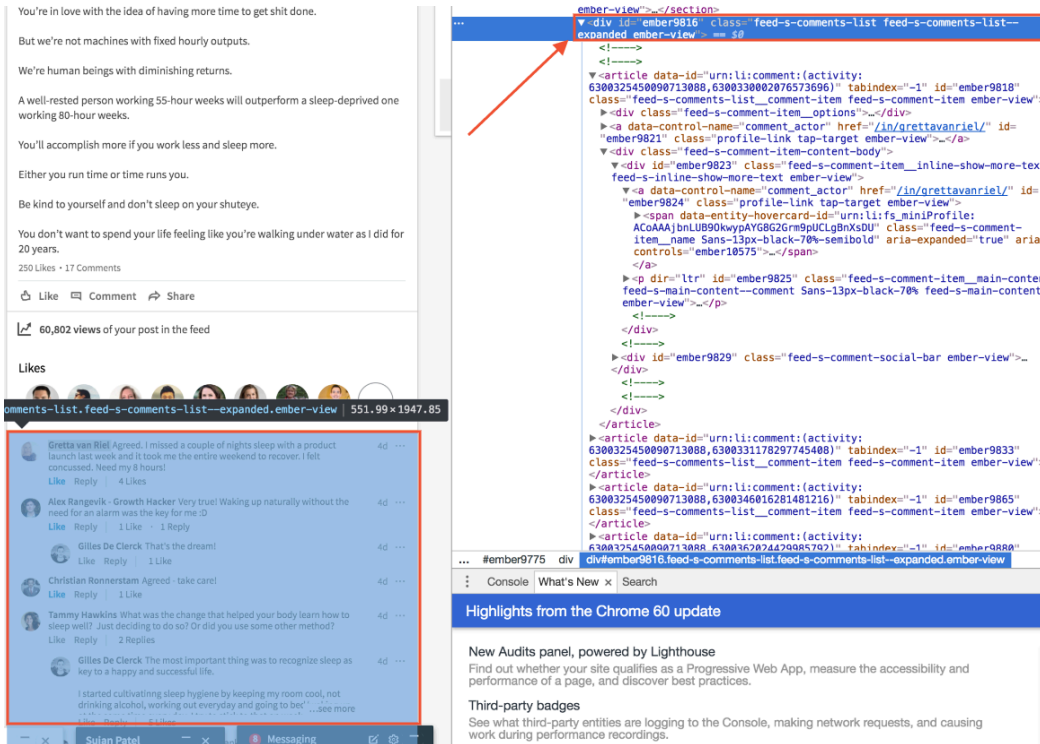 You're in love with the idea of having more time to get shit done.
But we're not machines with fixed hourly outputs.
We're human beings with diminishing returns.
A well-rested person working 55-hour weeks will outperform a sleep-deprived one
working 80-hour weeks.
You'll accomplish more if you work less and sleep more.
Either you run time or time runs you.
Be kind to yourself and don't sleep on your shuteye.
You don't want to spend your life feeling like you're walking under water as I did for
20 years.
250 Likes • 17 Comments
Like Comment Share
60,802 views of your post in the feed
Likes
omments-list.feed-s-comments-list--expanded.ember-view | 551.99×1947.85
Gretta van Riel Agreed. I missed a couple of nights sleep with a product 4d ...
launch last week and it took me the entire weekend to recover. I felt
concussed. Need my 8 hours!
Like Reply | 4 Likes
Alex Rangevik - Growth Hacker Very true! Waking up naturally without the 4d ...
need for an alarm was the key for me :D
Like Reply | 1 Like · 1 Reply
Gilles De Clerck That's the dream! 4d ...
Like Reply | 1 Like
Christian Ronnerstam Agreed - take care! 4d ...
Like Reply | 1 Like
Tammy Hawkins What was the change that helped your body learn how to 4d ...
sleep well? Just deciding to do so? Or did you use some other method?
Like Reply | 2 Replies
Gilles De Clerck The most important thing was to recognize sleep as 4d ...
key to a happy and successful life.
I started cultivating sleep hygiene by keeping my room cool, not
drinking alcohol, working out everyday and going to bed ...see more
Like Reply 5 Likes
Sujan Patel
8 Messaging
ember-view">…</section>
... ▼<div id="ember9816" class="feed-s-comments-list feed-s-comments-list--
expanded ember-view"> == $0
<!---->
<!---->
▼<article data-id="urn:li:comment:(activity:
6300325450090713088,6300330002076573696)" tabindex="-1" id="ember9818"
class="feed-s-comments-list__comment-item feed-s-comment-item ember-view"
▶<div class="feed-s-comment-item__options">…</div>
▶<a data-control-name="comment_actor" href="/in/grettavanriel/" id=
"ember9821" class="profile-link tap-target ember-view">…</a>
▼<div class="feed-s-comment-item-content-body">
▼<div id="ember9823" class="feed-s-comment-item__inline-show-more-tex
feed-s-inline-show-more-text ember-view">
▼<a data-control-name="comment_actor" href="/in/grettavanriel/" id=
"ember9824" class="profile-link tap-target ember-view">
▶<span data-entity-hovercard-id="urn:li:fs_miniProfile:
ACoAAAjbnLUB9OkwypAYG8G2Grm9pUCLgBnXsDU" class="feed-s-comment-
item__name Sans-13px-black-70%-semibold" aria-expanded="true" aria
controls="ember10575">…</span>
</a>
▶<p dir="ltr" id="ember9825" class="feed-s-comment-item__main-conte
feed-s-main-content--comment Sans-13px-black-70% feed-s-main-content
ember-view">…</p>
<!---->
</div>
<!---->
▶<div id="ember9829" class="feed-s-comment-social-bar ember-view">…
</div>
<!---->
<!---->
</div>
</article>
▶<article data-id="urn:li:comment:(activity:
6300325450090713088,6300331178297745408)" tabindex="-1" id="ember9833"
class="feed-s-comments-list__comment-item feed-s-comment-item ember-view"
</article>
▶<article data-id="urn:li:comment:(activity:
6300325450090713088,6300346016281481216)" tabindex="-1" id="ember9865"
class="feed-s-comments-list__comment-item feed-s-comment-item ember-view"
</article>
▶<article data-id="urn:li:comment:(activity:
6300325450090713088,6300362024429985792)" tabindex="-1" id="ember9880"
... #ember9775 div div#ember9816.feed-s-comments-list.feed-s-comments-list--expanded.ember-view
Console What's New × Search
Highlights from the Chrome 60 update
New Audits panel, powered by Lighthouse
Find out whether your site qualifies as a Progressive Web App, measure the accessibility and
performance of a page, and discover best practices.
Third-party badges
See what third-party entities are logging to the Console, making network requests, and causing
work during performance recordings.